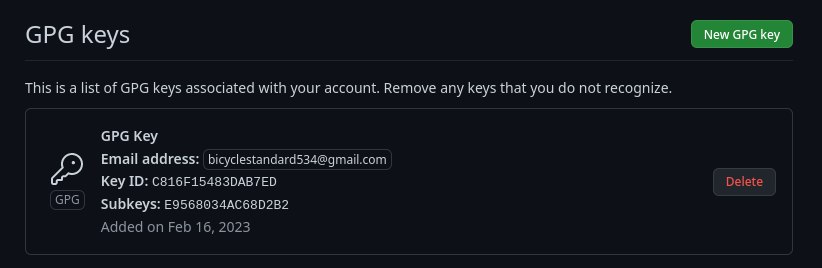 GPG keys
New GPG key
This is a list of GPG keys associated with your account. Remove any keys that you do not recognize.
GPG Key
Email address: bicyclestandard534@gmail.com
Key ID: C816F15483DAB7ED
Subkeys: E9568034AC68D2B2
Added on Feb 16, 2023
GPG
Delete